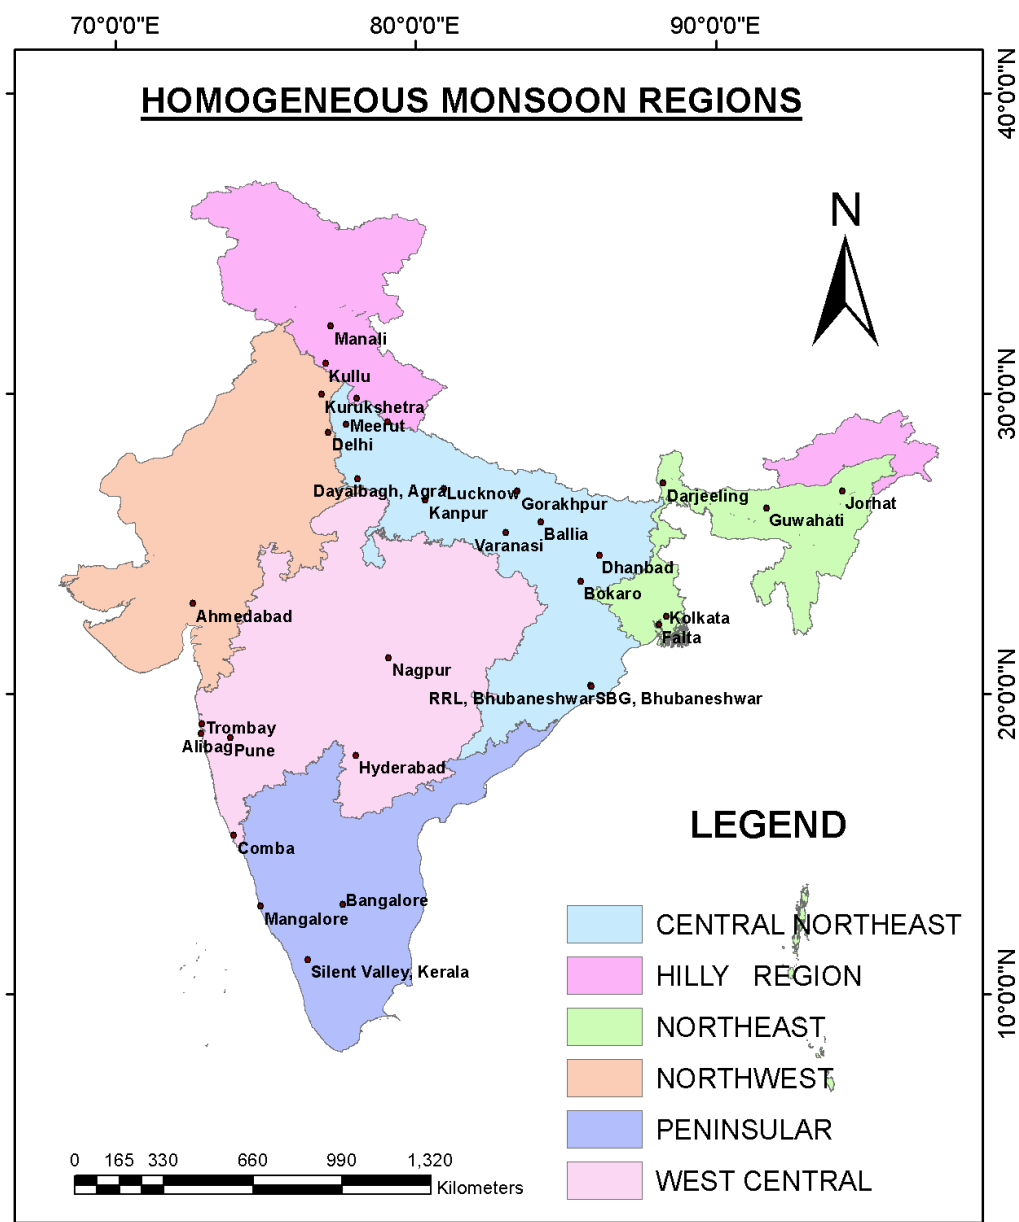 70°0'0"E 80°0'0"E 90°0'0"E
HOMOGENEOUS MONSOON REGIONS
40°0'0"N
N
Manali
Kullu
30°0'0"N
Kurukshetra
Meerut
Delhi
Dayalbagh, Agra
Lucknow
Darjeeling
Jorhat
Gorakhpur
Kanpur
Guwahati
Ballia
Varanasi
Dhanbad
Bokaro
Ahmedabad
Kolkata
Falta
Nagpur
20°0'0"N
RRL, Bhubaneshwar
SBG, Bhubaneshwar
Trombay
Alibag
Pune
Hyderabad
LEGEND
Comba
Bangalore
Mangalore
CENTRAL NORTHEAST
Silent Valley, Kerala
HILLY REGION
10°0'0"N
NORTHEAST
NORTHWEST
PENINSULAR
WEST CENTRAL
0 165 330 660 990 1,320
Kilometers